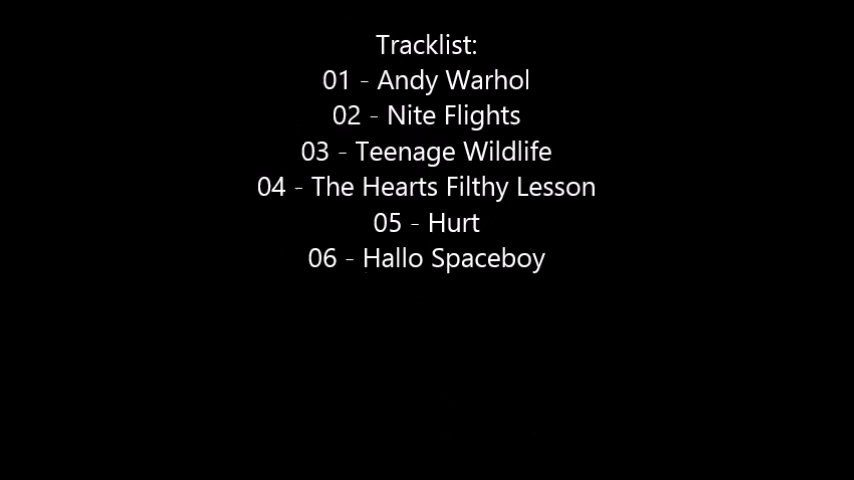 Tracklist:
01 - Andy Warhol
02 - Nite Flights
03 - Teenage Wildlife
04 - The Hearts Filthy Lesson
05 - Hurt
06 - Hallo Spaceboy